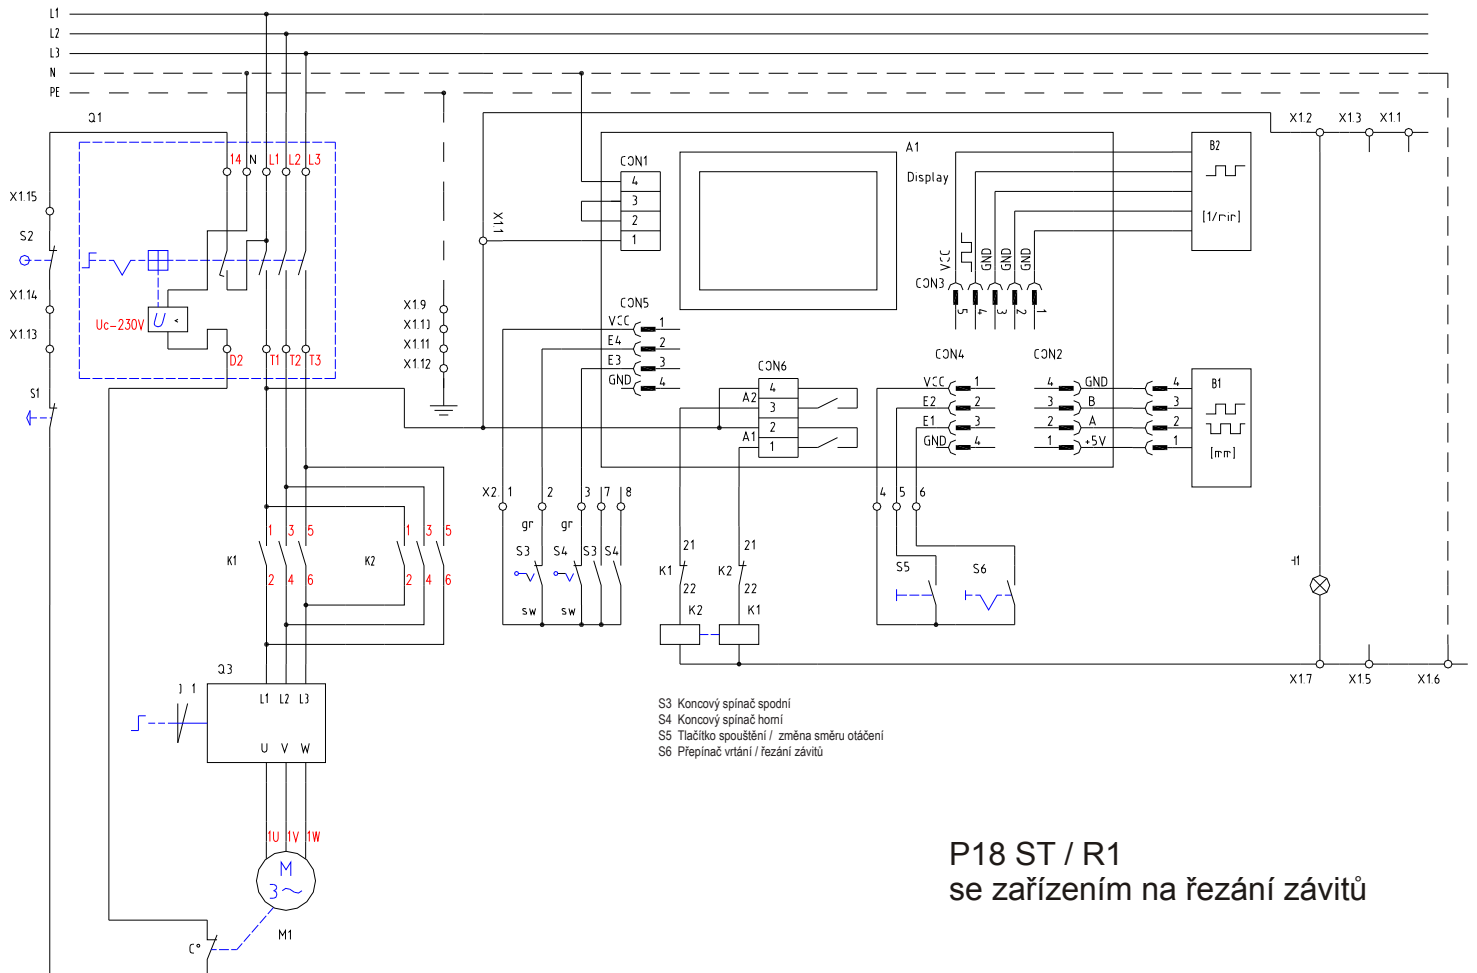 L1
L2
L3
N
PE
Q1
14 N L1 L2 L3
X1.15
S2
X1.14
X1.13
S1
Uc~230V
U <
D2 T1 T2 T3
X1.9
X1.11
X1.12
X1.1
CON1
4
3
2
1
A1
Display
B2
[1/min]
X1.2 X1.3 X1.1
VCC GND GND GND
CON3
5 4 3 2 1
CON5
VCC 1
E4 2
E3 3
GND 4
CON6
A2
4
3
2
1
A1
CON4
VCC 1
E2 2
E1 3
GND 4
CON2
4 GND 4
3 B 3
2 A 2
1 +5V 1
B1
[mm]
X2. 1 2 3 7 8
4 5 6
gr gr
S3 S4 S3 S4
sw sw
K1
1 3 5
2 4 6
K2
1 3 5
2 4 6
21 21
K1 K2
22 22
K2 K1
S5 S6
H1
X1.7 X1.5 X1.6
Q3
L1 L2 L3
U V W
1U 1V 1W
M
3~
M1
C°
S3 Koncový spínač spodní
S4 Koncový spínač horní
S5 Tlačítko spouštění / změna směru otáčení
S6 Přepínač vrtání / řezání závitů
P18 ST / R1
se zařízením na řezání závitů